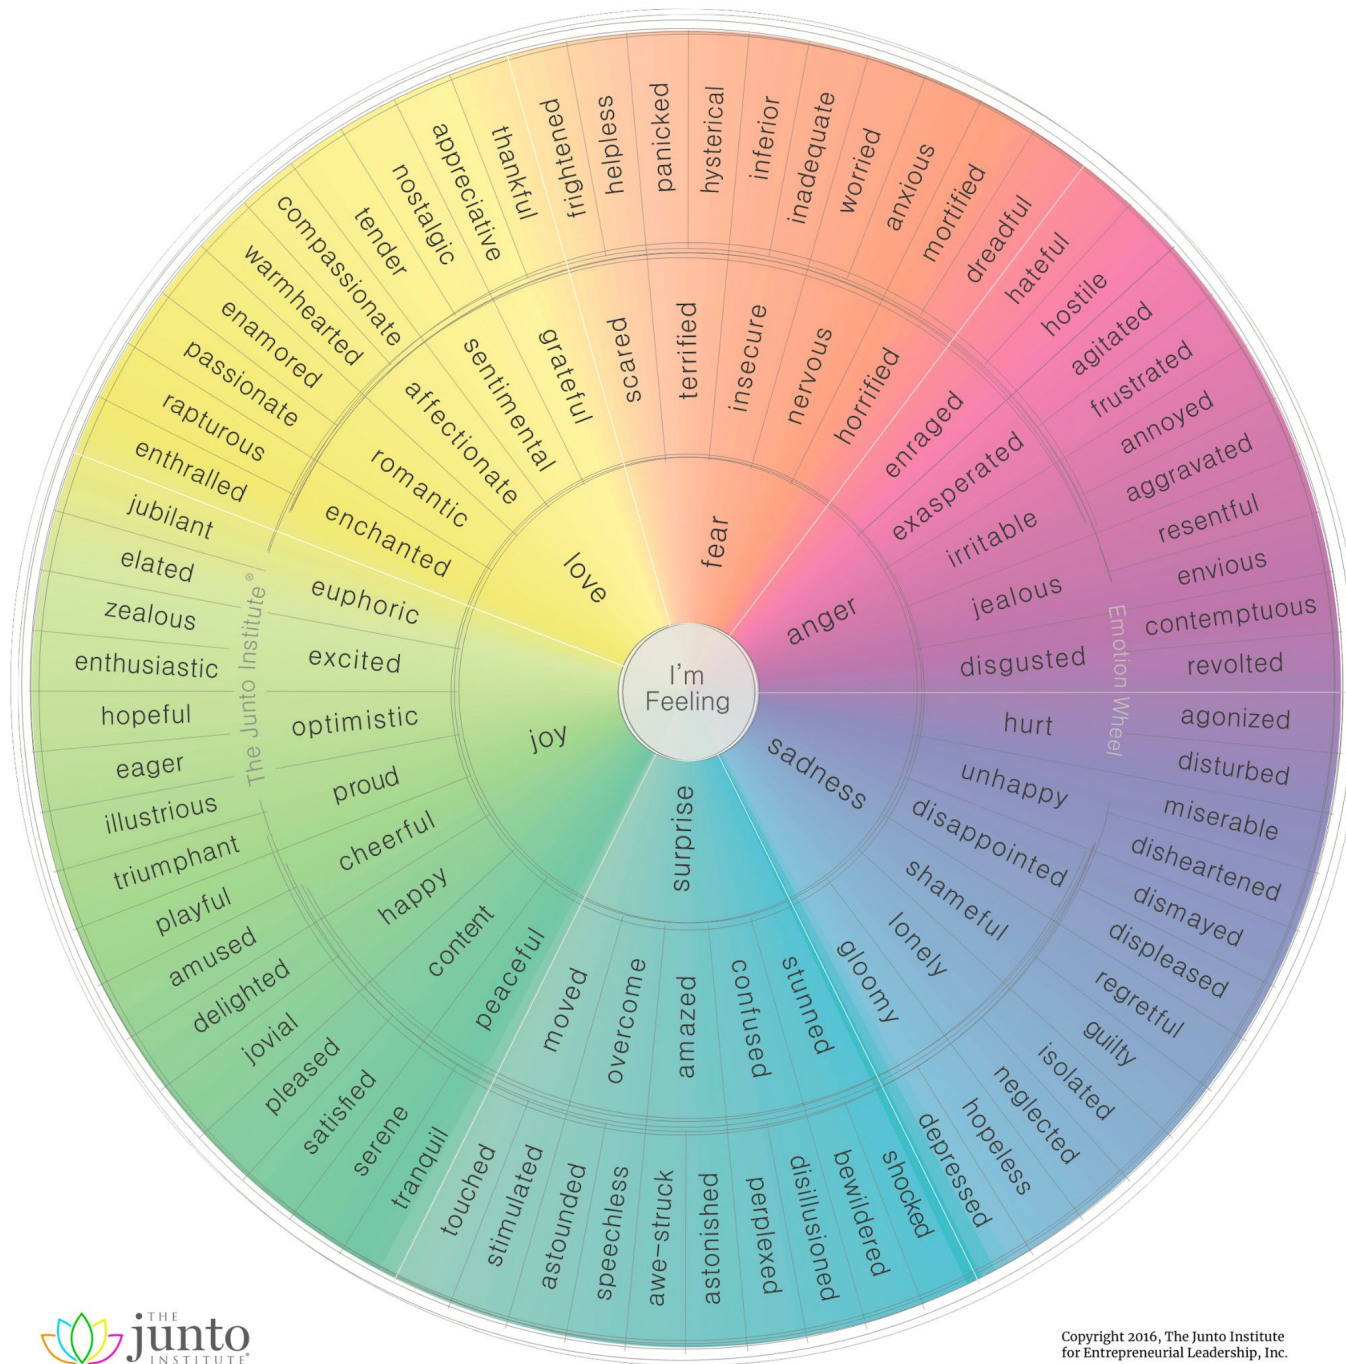 I'm
Feeling
fear
anger
sadness
surprise
joy
love
scared
terrified
insecure
nervous
horrified
enraged
exasperated
irritable
jealous
disgusted
hurt
unhappy
disappointed
shameful
lonely
gloomy
stunned
confused
amazed
overcome
moved
peaceful
content
happy
cheerful
proud
optimistic
excited
euphoric
enchanted
romantic
affectionate
sentimental
grateful
frightened
helpless
panicked
hysterical
inferior
inadequate
worried
anxious
mortified
dreadful
hateful
hostile
agitated
frustrated
annoyed
aggravated
resentful
envious
contemptuous
revolted
agonized
disturbed
miserable
disheartened
dismayed
displeased
regretful
guilty
isolated
neglected
hopeless
depressed
shocked
bewildered
disillusioned
perplexed
astonished
awe-struck
speechless
astounded
stimulated
touched
tranquil
serene
satisfied
pleased
jovial
delighted
amused
playful
triumphant
illustrious
eager
hopeful
enthusiastic
zealous
elated
jubilant
enthralled
rapturous
passionate
enamored
warmhearted
compassionate
tender
nostalgic
appreciative
thankful
The Junto Institute®
Emotion Wheel
THE
junto
INSTITUTE®
Copyright 2016, The Junto Institute
for Entrepreneurial Leadership, Inc.